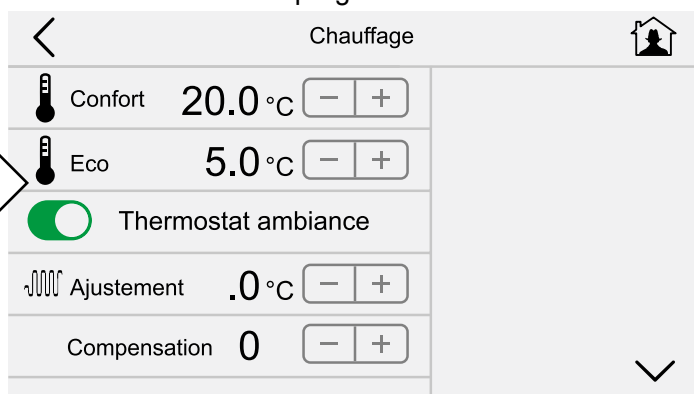 Chauffage
Confort 20.0 °C − +
Eco 5.0 °C − +
Thermostat ambiance
Ajustement .0 °C − +
Compensation 0 − +